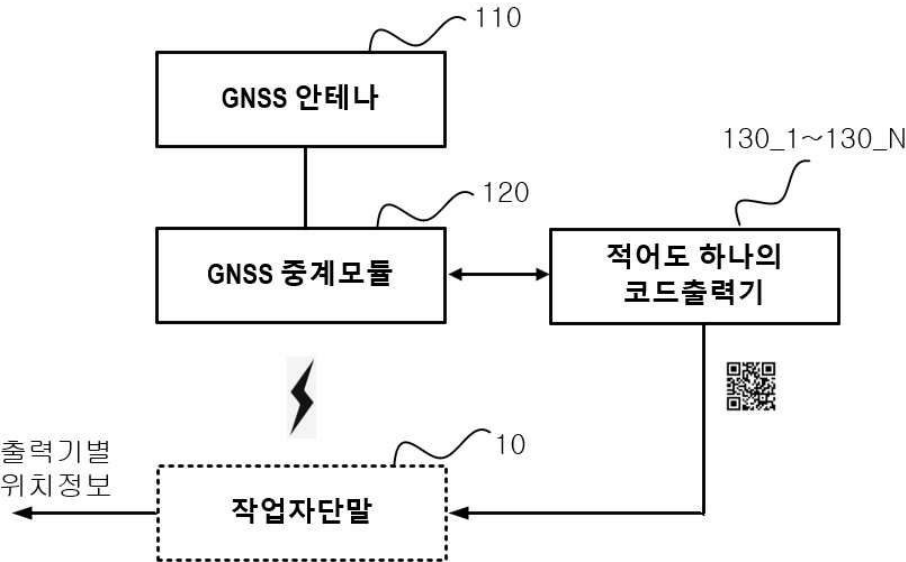 110
GNSS 안테나
130_1~130_N
120
GNSS 중계모듈
적어도 하나의
코드출력기
출력기별
위치정보
10
작업자단말